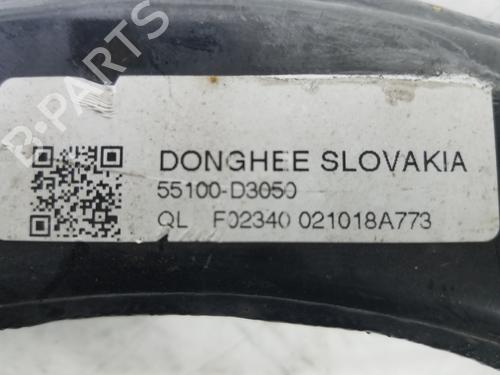 B-PARTS
DONGHEE SLOVAKIA
55100-D3050
QL F02340 021018A773